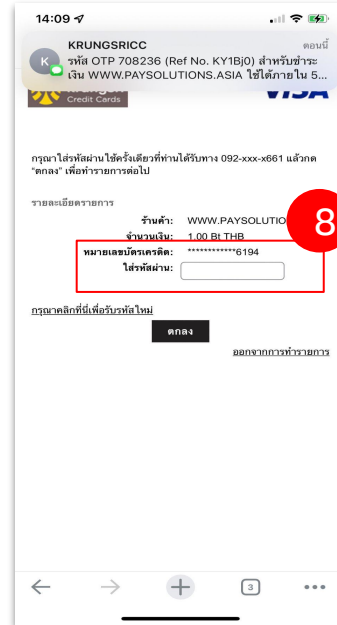 14:09
KRUNGSRICC
ตอนนี้
รหัส OTP 708236 (Ref No. KY1Bj0) สำหรับชำระ
เงิน WWW.PAYSOLUTIONS.ASIA ใช้ได้ภายใน 5...
K
Credit Cards
VISA
กรุณาใส่รหัสผ่านใช้ครั้งเดียวที่ท่านได้รับทาง 092-xxx-x661 แล้วกด
"ตกลง" เพื่อทำรายการต่อไป
รายละเอียดรายการ
ร้านค้า: WWW.PAYSOLUTIO
8
จำนวนเงิน: 1.00 Bt THB
หมายเลขบัตรเครดิต: ************6194
ใส่รหัสผ่าน:
กรุณาคลิกที่นี่เพื่อรับรหัสใหม่
ตกลง
ออกจากการทำรายการ
3